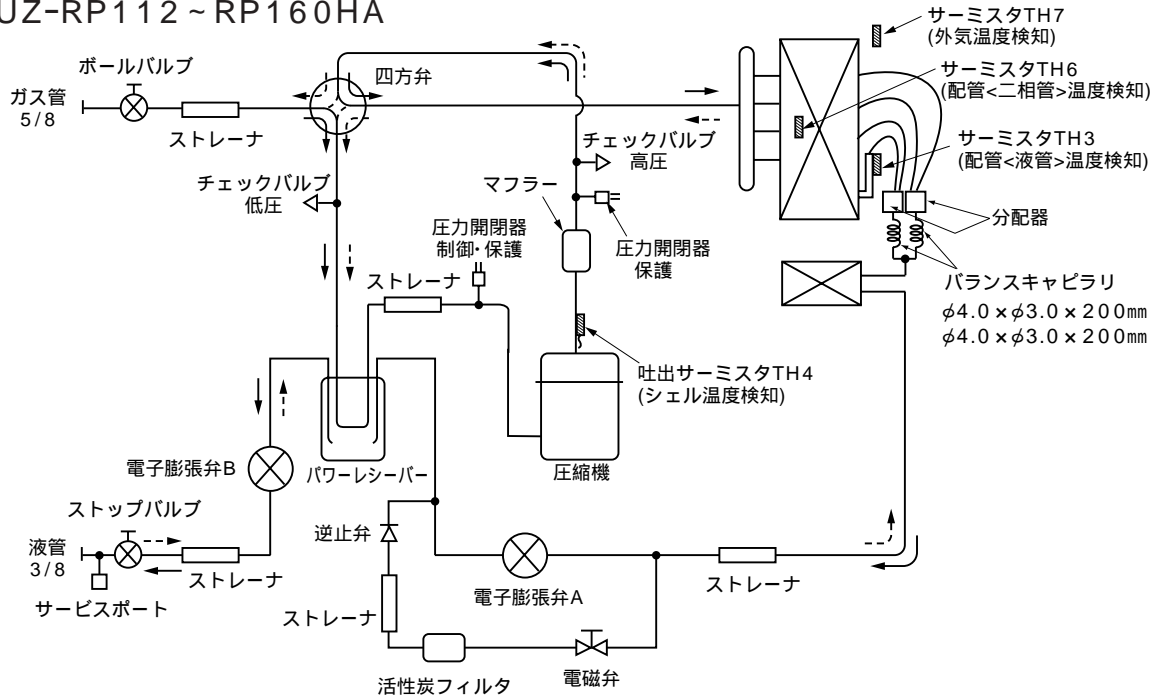 UZ-RP112～RP160HA
サーミスタTH7
(外気温度検知)
ボールバルブ
四方弁
サーミスタTH6
(配管<二相管>温度検知)
ガス管
5/8
ストレーナ
チェックバルブ
高圧
サーミスタTH3
(配管<液管>温度検知)
チェックバルブ
低圧
マフラー
分配器
圧力開閉器
制御・保護
圧力開閉器
保護
ストレーナ
バランスキャピラリ
φ4.0×φ3.0×200mm
φ4.0×φ3.0×200mm
吐出サーミスタTH4
(シェル温度検知)
電子膨張弁B
パワーレシーバー
圧縮機
ストップバルブ
逆止弁
液管
3/8
ストレーナ
ストレーナ
サービスポート
電子膨張弁A
ストレーナ
活性炭フィルタ
電磁弁